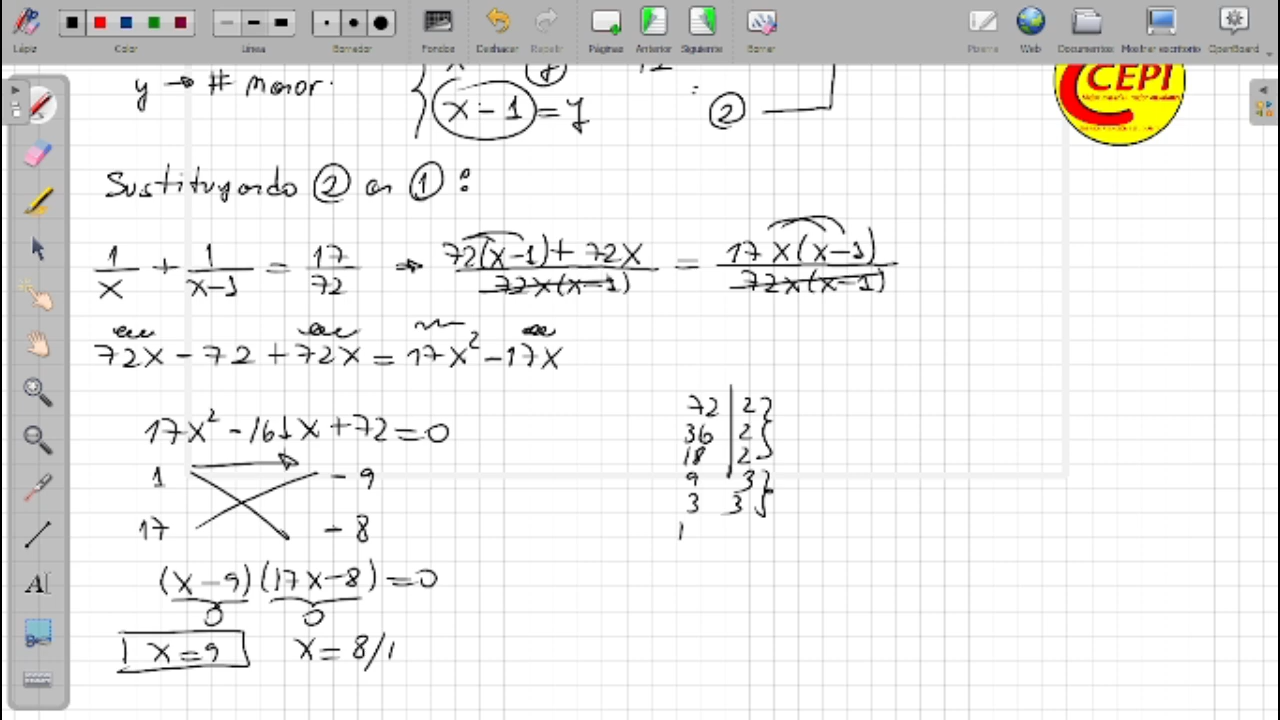 Lápiz Color Línea Borrador Fondos Deshacer Repetir Páginas Anterior Siguiente Borrar Pizarra Web Documentos Mostrar escritorio OpenBoard
y → # Menor.
x - 1 = y
②
CEPI
Sustituyendo ② en ① :
1/x + 1/(x-1) = 17/72 → (72(x-1) + 72x)/(72x(x-1)) = (17x(x-1))/(72x(x-1))
72x - 72 + 72x = 17x² - 17x
17x² - 161x + 72 = 0
1 - 9
17 - 8
(x - 9)(17x - 8) = 0
0 0
x = 9 x = 8/1
72 | 2
36 | 2
18 | 2
9 3
3 3
1
A